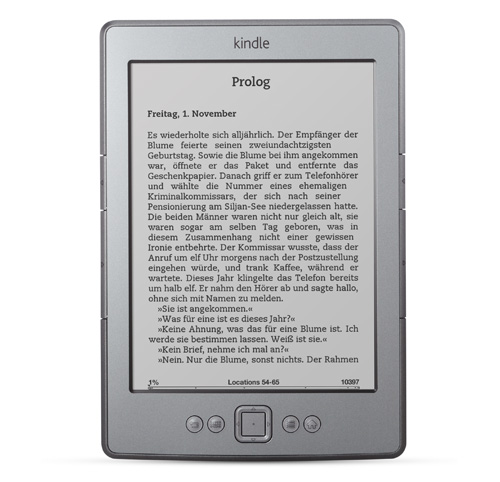 kindle
Prolog
Freitag, 1. November
Es wiederholte sich alljährlich. Der Empfänger der
Blume feierte seinen zweiundachtzigsten
Geburtstag. Sowie die Blume bei ihm angekommen
war, öffnete er das Paket und entfernte das
Geschenkpapier. Danach griff er zum Telefonhörer
und wählte die Nummer eines ehemaligen
Kriminalkommissars, der sich nach seiner
Pensionierung am Siljan-See niedergelassen hatte.
Die beiden Männer waren nicht nur gleich alt, sie
waren sogar am selben Tag geboren, was in
diesem Zusammenhang nicht einer gewissen
Ironie entbehrte. Der Kommissar wusste, dass der
Anruf um elf Uhr morgens nach der Postzustellung
eingehen würde, und trank Kaffee, während er
wartete. Dieses Jahr klingelte das Telefon bereits
um halb elf. Er nahm den Hörer ab und sagte hallo,
ohne sich mit Namen zu melden.
»Sie ist angekommen.«
»Was für eine ist es dieses Jahr?«
»Keine Ahnung, was das für eine Blume ist. Ich
werde sie bestimmen lassen. Weiß ist sie.«
»Kein Brief, nehme ich mal an?«
»Nein. Nur die Blume, sonst nichts. Der Rahmen
1% Locations 54-65 10397